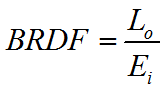 BRDF = L_o / E_i